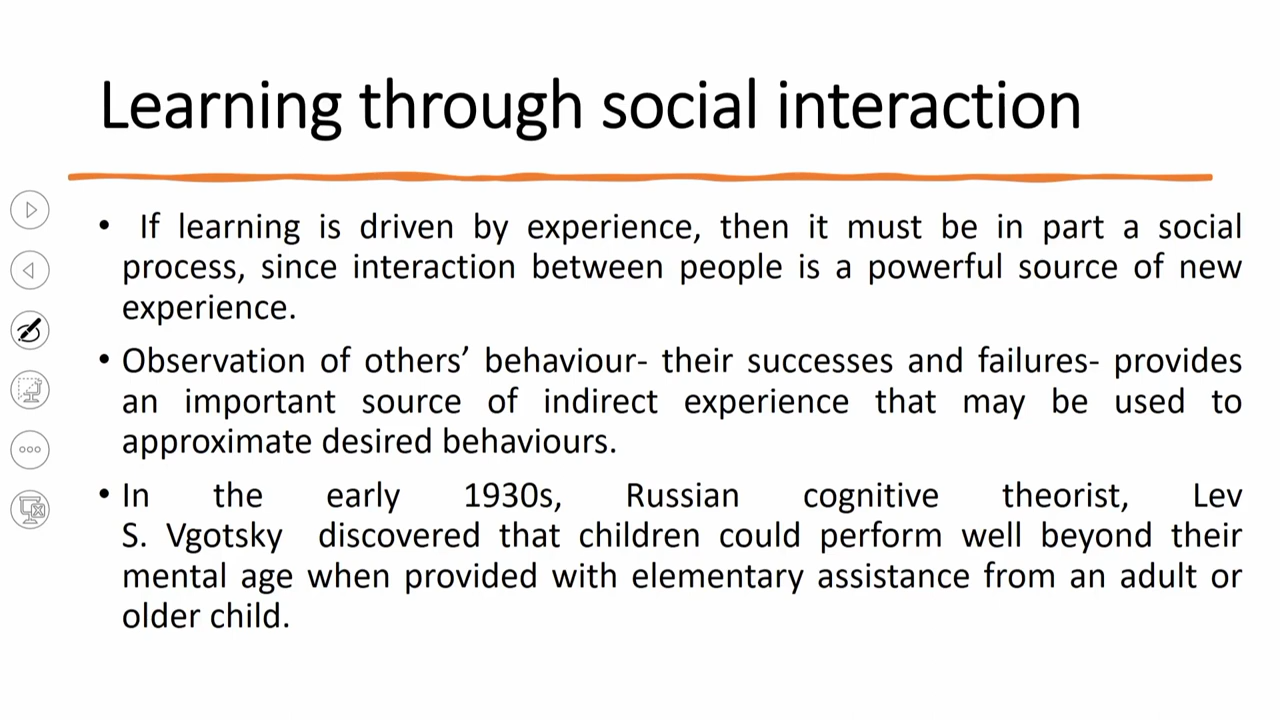 Learning through social interaction
• If learning is driven by experience, then it must be in part a social
process, since interaction between people is a powerful source of new
experience.
• Observation of others’ behaviour- their successes and failures- provides
an important source of indirect experience that may be used to
approximate desired behaviours.
• In the early 1930s, Russian cognitive theorist, Lev
S. Vgotsky discovered that children could perform well beyond their
mental age when provided with elementary assistance from an adult or
older child.